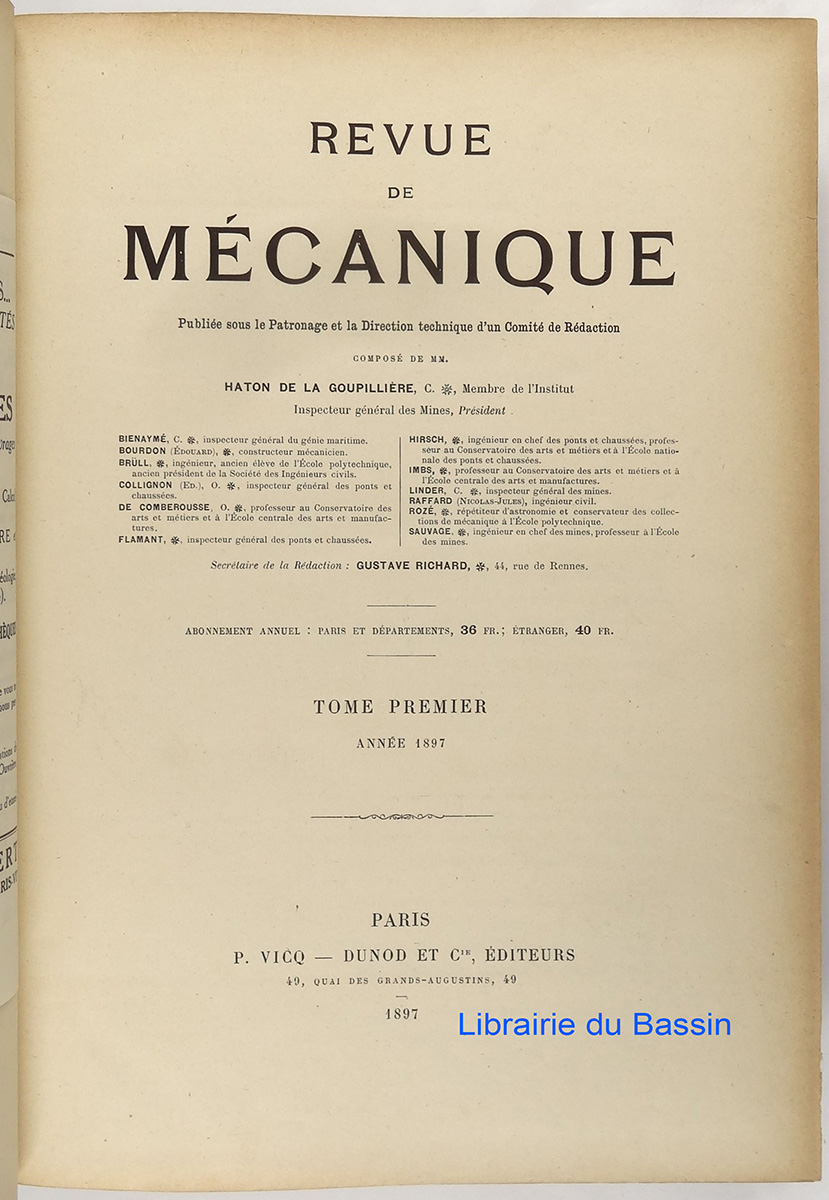 REVUE
DE
MÉCANIQUE
Publiée sous le Patronage et la Direction technique d'un Comité de Rédaction
COMPOSÉ DE MM.
HATON DE LA GOUPILLIÈRE, C. ✻, Membre de l'Institut
Inspecteur général des Mines, Président.
BIENAYMÉ, C. ✻, inspecteur général du génie maritime.
BOURDON (ÉDOUARD), ✻, constructeur mécanicien.
BRÜLL, ✻, ingénieur, ancien élève de l'École polytechnique,
ancien président de la Société des Ingénieurs civils.
COLLIGNON (ED.), O. ✻, inspecteur général des ponts et
chaussées.
DE COMBEROUSSE, O. ✻, professeur au Conservatoire des
arts et métiers et à l'École centrale des arts et manufac-
tures.
FLAMANT, ✻, inspecteur général des ponts et chaussées.
HIRSCH, ✻, ingénieur en chef des ponts et chaussées, profes-
seur au Conservatoire des arts et métiers et à l'École natio-
nale des ponts et chaussées.
IMBS, ✻, professeur au Conservatoire des arts et métiers et à
l'École centrale des arts et manufactures.
LINDER, C. ✻, inspecteur général des mines.
RAFFARD (NICOLAS-JULES), ingénieur civil.
ROZÉ, ✻, répétiteur d'astronomie et conservateur des collec-
tions de mécanique à l'École polytechnique.
SAUVAGE, ✻, ingénieur en chef des mines, professeur à l'École
des mines.
Secrétaire de la Rédaction : GUSTAVE RICHARD, ✻, 44, rue de Rennes.
ABONNEMENT ANNUEL : PARIS ET DÉPARTEMENTS, 36 FR.; ÉTRANGER, 40 FR.
TOME PREMIER
ANNÉE 1897
PARIS
P. VICQ — DUNOD ET Cie, ÉDITEURS
49, QUAI DES GRANDS-AUGUSTINS, 49
1897
Librairie du Bassin